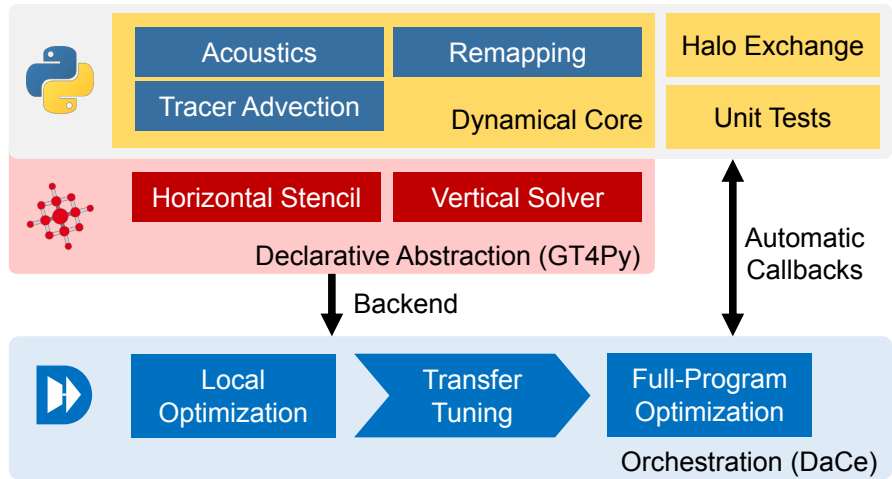 Acoustics
Remapping
Halo Exchange
Tracer Advection
Dynamical Core
Unit Tests
Horizontal Stencil
Vertical Solver
Declarative Abstraction (GT4Py)
Automatic
Callbacks
Backend
Local
Optimization
Transfer
Tuning
Full-Program
Optimization
Orchestration (DaCe)